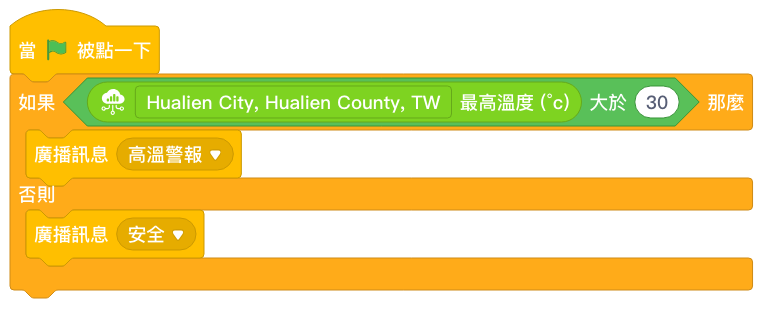 當 被點一下
如果 Hualien City, Hualien County, TW 最高溫度 (°c) 大於 30 那麼
廣播訊息 高溫警報
否則
廣播訊息 安全